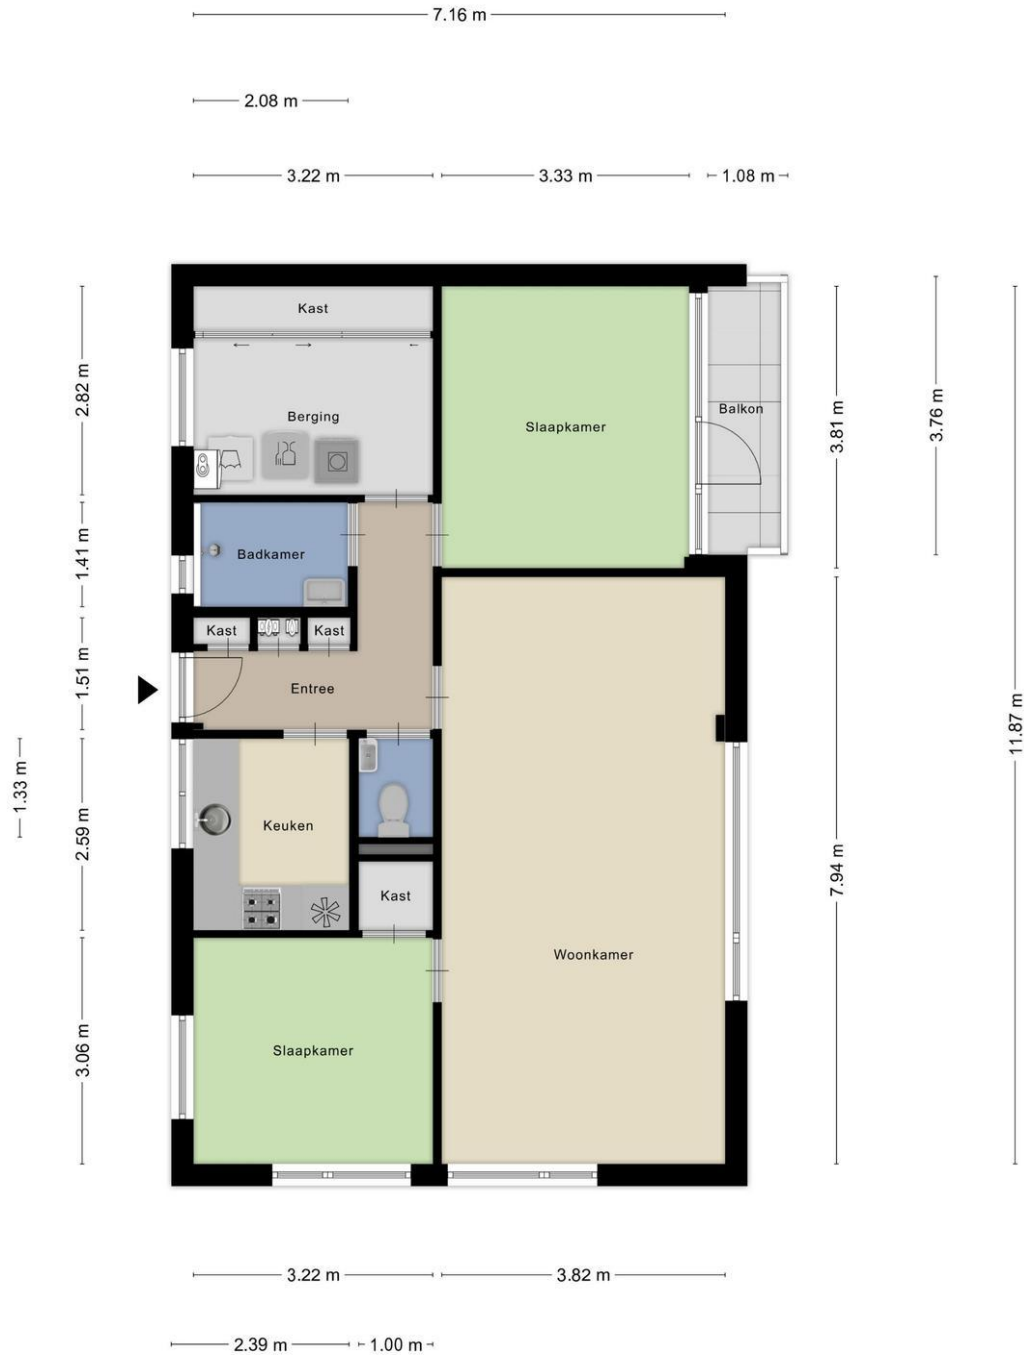 7.16 m
2.08 m
3.22 m
3.33 m
1.08 m
Kast
2.82 m
3.81 m
3.76 m
Balkon
Berging
Slaapkamer
1.41 m
Badkamer
Kast
Kast
1.51 m
Entree
11.87 m
1.33 m
2.59 m
Keuken
7.94 m
Kast
Woonkamer
3.06 m
Slaapkamer
3.22 m
3.82 m
2.39 m
1.00 m